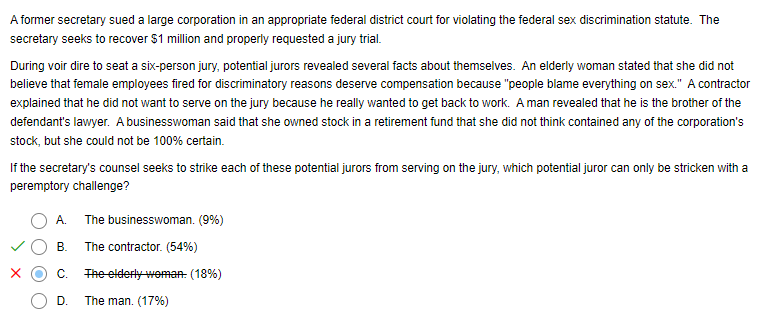 A former secretary sued a large corporation in an appropriate federal district court for violating the federal sex discrimination statute. The
secretary seeks to recover $1 million and properly requested a jury trial.
During voir dire to seat a six-person jury, potential jurors revealed several facts about themselves. An elderly woman stated that she did not
believe that female employees fired for discriminatory reasons deserve compensation because "people blame everything on sex." A contractor
explained that he did not want to serve on the jury because he really wanted to get back to work. A man revealed that he is the brother of the
defendant's lawyer. A businesswoman said that she owned stock in a retirement fund that she did not think contained any of the corporation's
stock, but she could not be 100% certain.
If the secretary's counsel seeks to strike each of these potential jurors from serving on the jury, which potential juror can only be stricken with a
peremptory challenge?
A. The businesswoman. (9%)
B. The contractor. (54%)
C. The elderly woman. (18%)
D. The man. (17%)